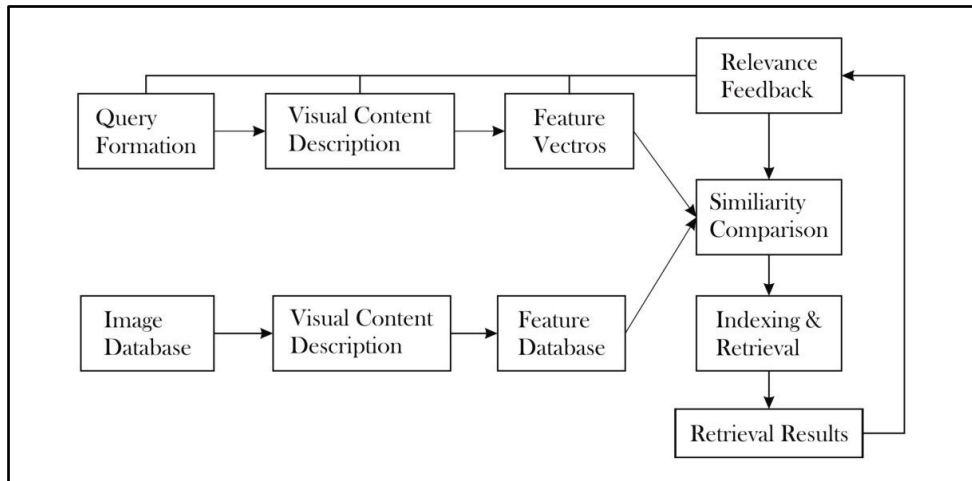 Relevance
Feedback
Query
Formation
Visual Content
Description
Feature
Vectros
Similiarity
Comparison
Image
Database
Visual Content
Description
Feature
Database
Indexing &
Retrieval
Retrieval Results